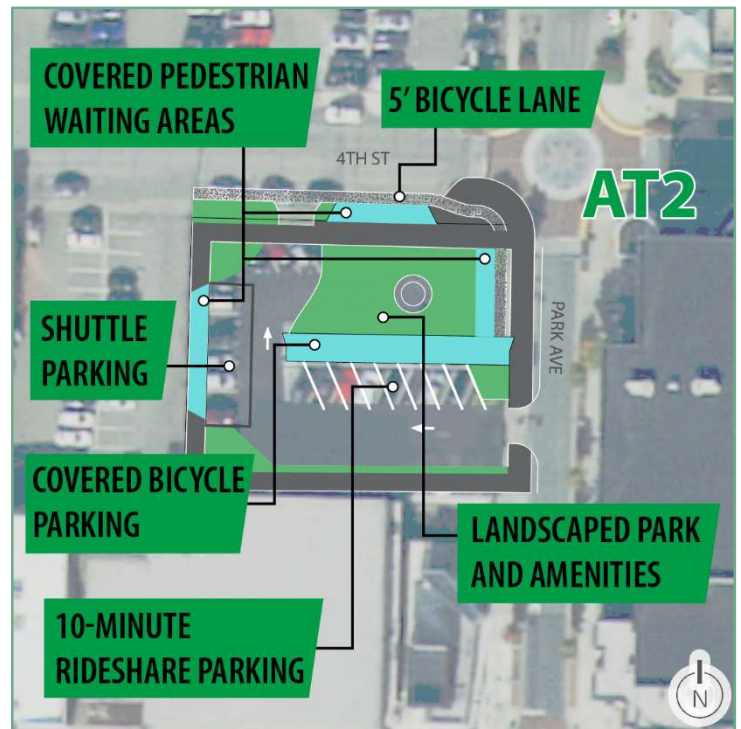 COVERED PEDESTRIAN
WAITING AREAS
5' BICYCLE LANE
4TH ST
AT2
PARK AVE
SHUTTLE
PARKING
COVERED BICYCLE
PARKING
LANDSCAPED PARK
AND AMENITIES
10-MINUTE
RIDESHARE PARKING
N